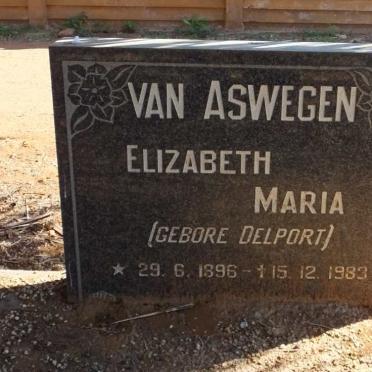 VAN ASWEGEN
ELIZABETH
MARIA
(GEBORE DELPORT)
★ 29. 6. 1896 - † 15. 12. 1983